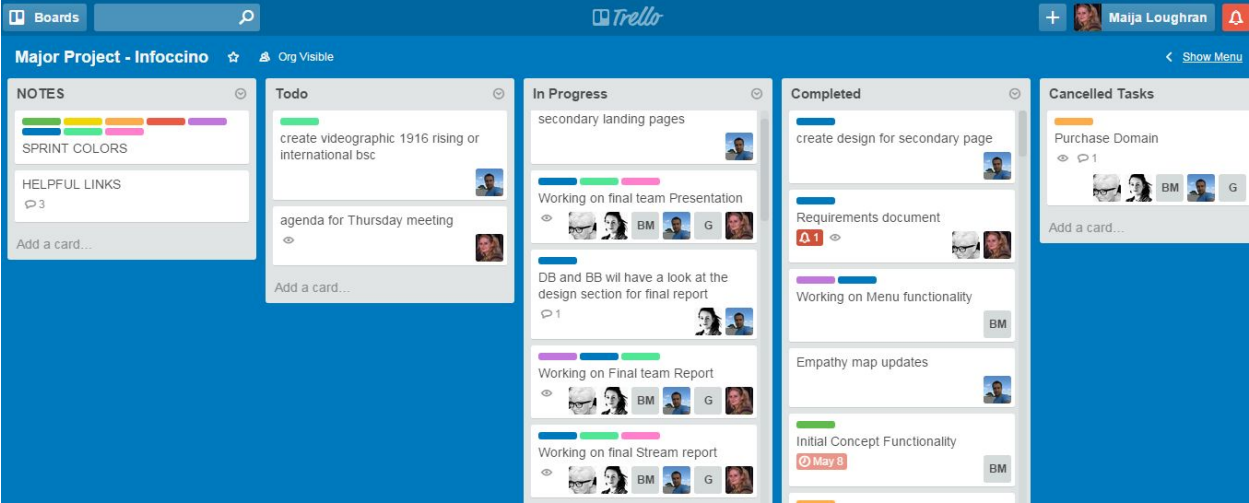 Boards
Trello
Maija Loughran
Major Project - Infoccino
Org Visible
Show Menu
NOTES
SPRINT COLORS
HELPFUL LINKS
3
Add a card...
Todo
create videographic 1916 rising or
international bsc
agenda for Thursday meeting
Add a card...
In Progress
secondary landing pages
Working on final team Presentation
BM G
DB and BB wil have a look at the
design section for final report
1
Working on Final team Report
BM G
Working on final Stream report
BM G
Completed
create design for secondary page
Requirements document
1
Working on Menu functionality
BM
Empathy map updates
Initial Concept Functionality
May 8
BM
Cancelled Tasks
Purchase Domain
1
BM G
Add a card...